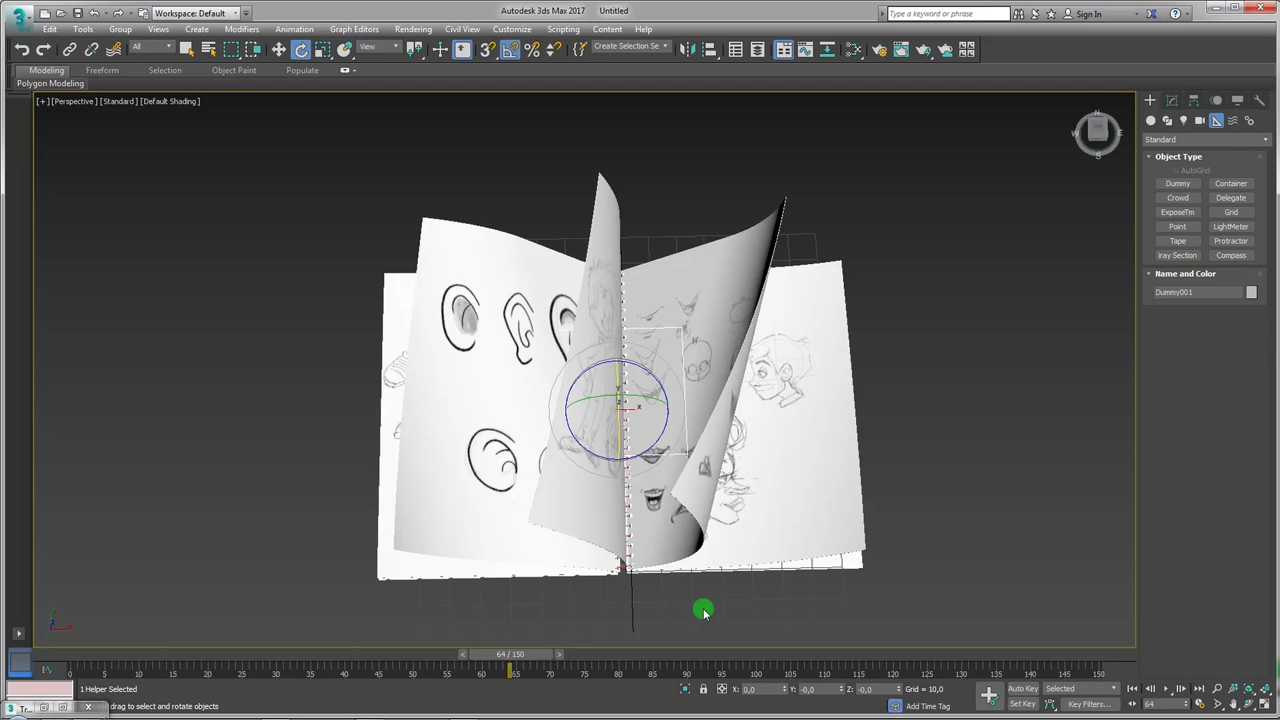 Workspace: Default
Autodesk 3ds Max 2017 Untitled
Type a keyword or phrase
Sign In
Edit Tools Group Views Create Modifiers Animation Graph Editors Rendering Civil View Customize Scripting Content Help
All
View
Create Selection Se
Modeling Freeform Selection Object Paint Populate
Polygon Modeling
[+] [Perspective] [Standard] [Default Shading]
N
W E
S
Standard
Object Type
AutoGrid
Dummy Container
Crowd Delegate
ExposeTm Grid
Point LightMeter
Tape Protractor
iray Section Compass
Name and Color
Dummy001
x
64 / 150
0 5 10 15 20 25 30 35 40 45 50 55 60 65 70 75 80 85 90 95 100 105 110 115 120 125 130 135 140 145 150
1 Helper Selected
X: 0,0 Y: -0,0 Z: -0,0 Grid = 10,0
Auto Key Selected
drag to select and rotate objects
Add Time Tag
Set Key Key Filters...
64
Tr...